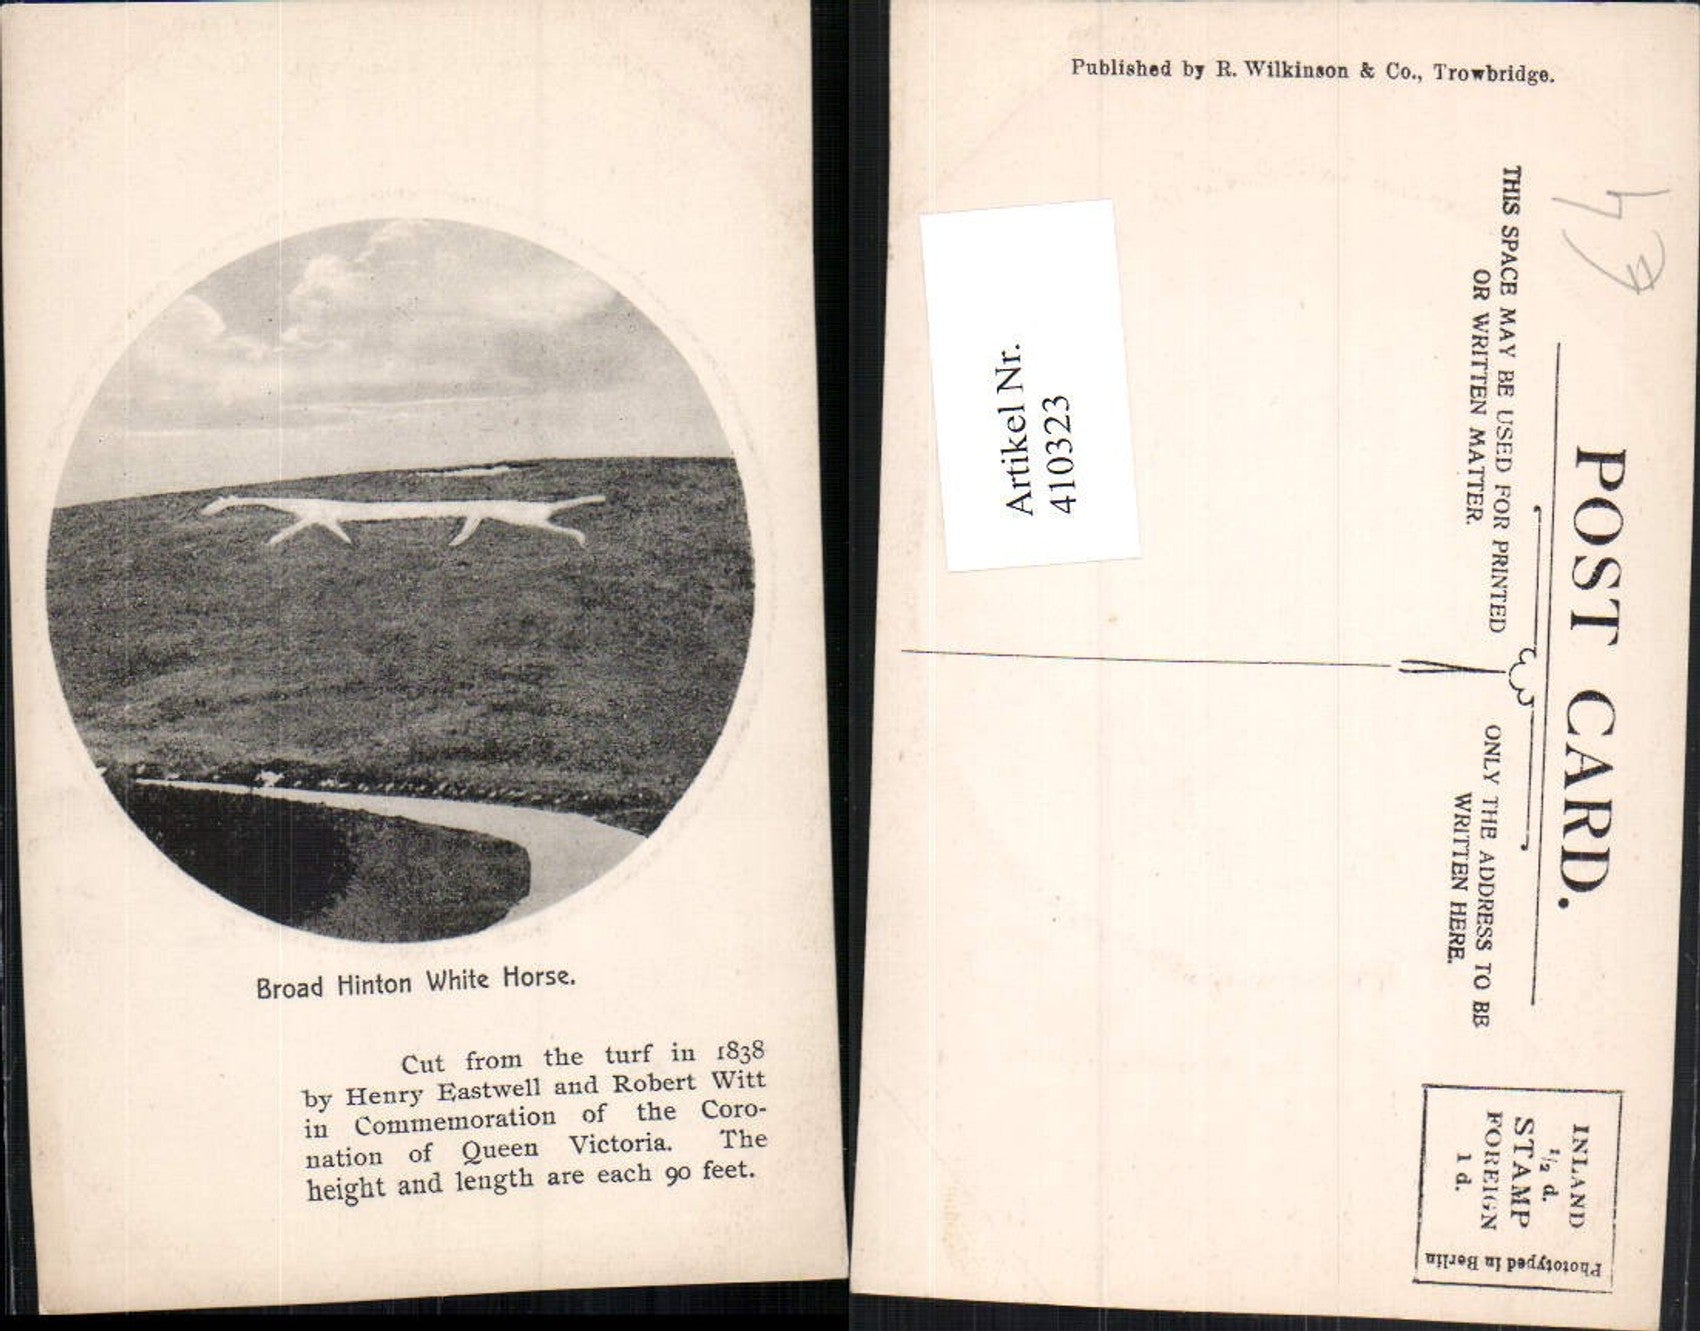 Broad Hinton White Horse.
Cut from the turf in 1838
by Henry Eastwell and Robert Witt
in Commemoration of the Coro-
nation of Queen Victoria. The
height and length are each 90 feet.
Published by R. Wilkinson & Co., Trowbridge.
Artikel Nr.
410323
POST CARD.
THIS SPACE MAY BE USED FOR PRINTED
OR WRITTEN MATTER.
ONLY THE ADDRESS TO BE
WRITTEN HERE.
INLAND
1/2 d.
STAMP
FOREIGN
1 d.
Phototyped in Berlin